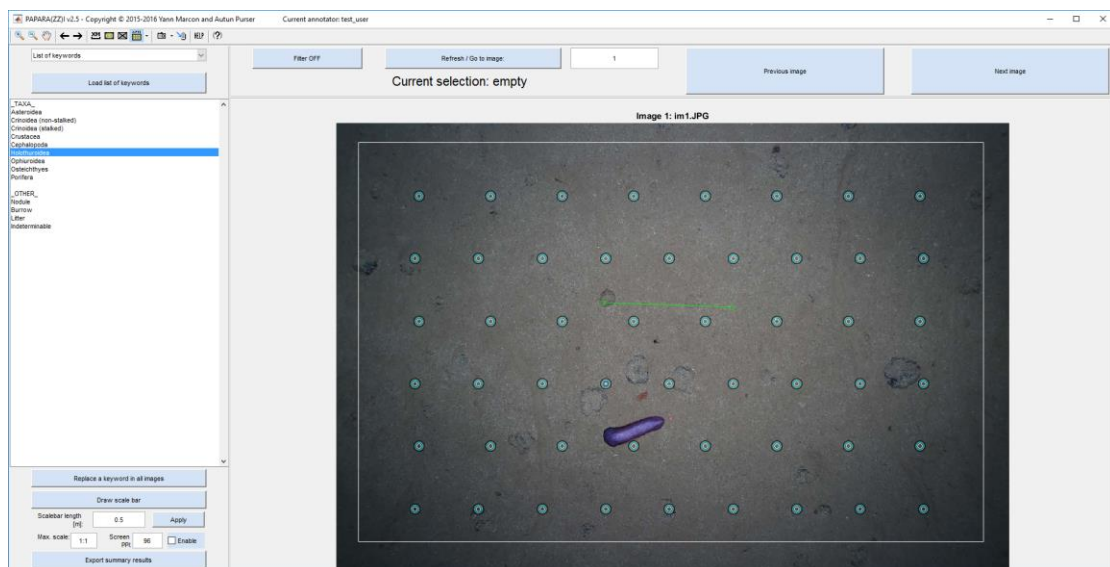 PAPARA(ZZ)I v2.5 - Copyright © 2015-2016 Yann Marcon and Autun Purser Current annotator: test_user
HELP
List of keywords
Load list of keywords
Filter OFF
Refresh / Go to image:
1
Previous image
Next image
Current selection: empty
_TAXA_
Asteroidea
Crinoidea (non-stalked)
Crinoidea (stalked)
Crustacea
Cephalopoda
Holothuroidea
Ophiuroidea
Osteichthyes
Porifera
_OTHER_
Nodule
Burrow
Litter
Indeterminable
Image 1: im1.JPG
Replace a keyword in all images
Draw scale bar
Scalebar length [m]: 0.5 Apply
Max. scale: 1:1 Screen PPI: 96 Enable
Export summary results